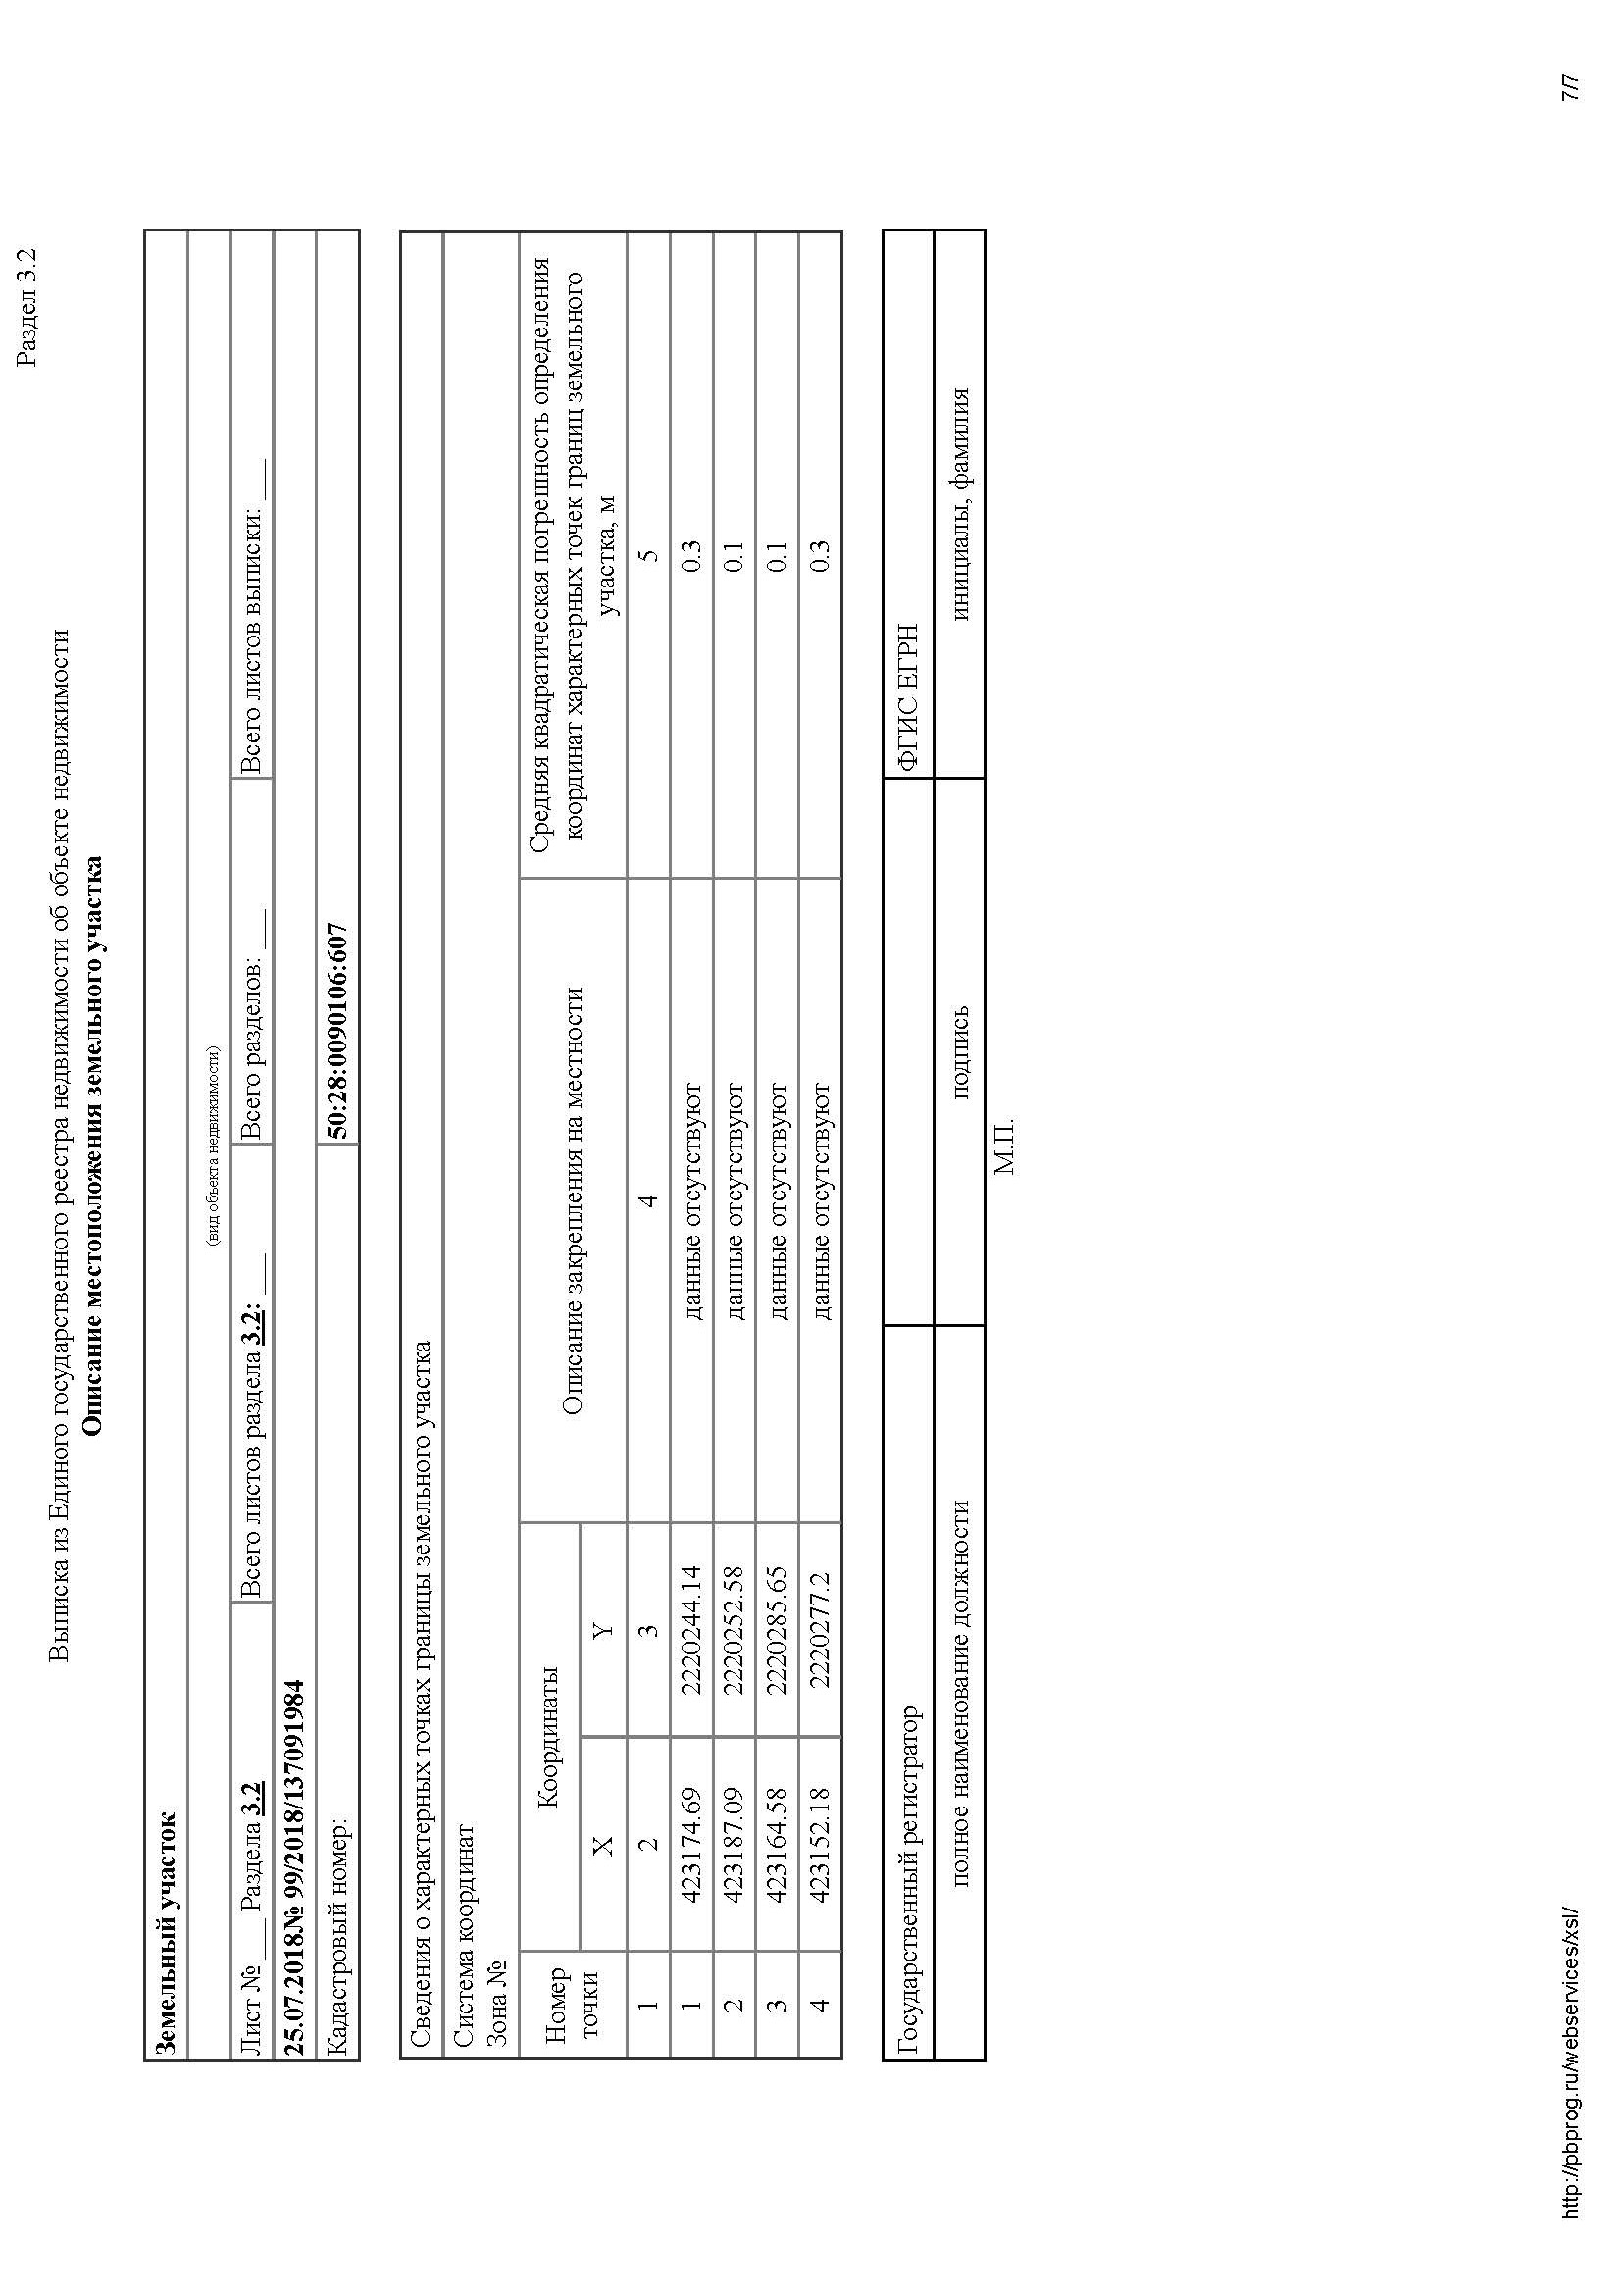 Раздел 3.2
Выписка из Единого государственного реестра недвижимости об объекте недвижимости
Описание местоположения земельного участка
Земельный участок
(вид объекта недвижимости)
Лист № ___ Раздела 3.2 Всего листов раздела 3.2: ___ Всего разделов: ___ Всего листов выписки: ___
25.07.2018№ 99/2018/137091984
Кадастровый номер: 50:28:0090106:607
Сведения о характерных точках границы земельного участка
Система координат
Зона №
Номер точки
Координаты
X Y
Описание закрепления на местности
Средняя квадратическая погрешность определения
координат характерных точек границ земельного
участка, м
1 2 3 4 5
1 423174.69 2220244.14 данные отсутствуют 0.3
2 423187.09 2220252.58 данные отсутствуют 0.1
3 423164.58 2220285.65 данные отсутствуют 0.1
4 423152.18 2220277.2 данные отсутствуют 0.3
Государственный регистратор ФГИС ЕГРН
полное наименование должности подпись инициалы, фамилия
М.П.
http://pbprog.ru/webservices/xsl/ 7/7